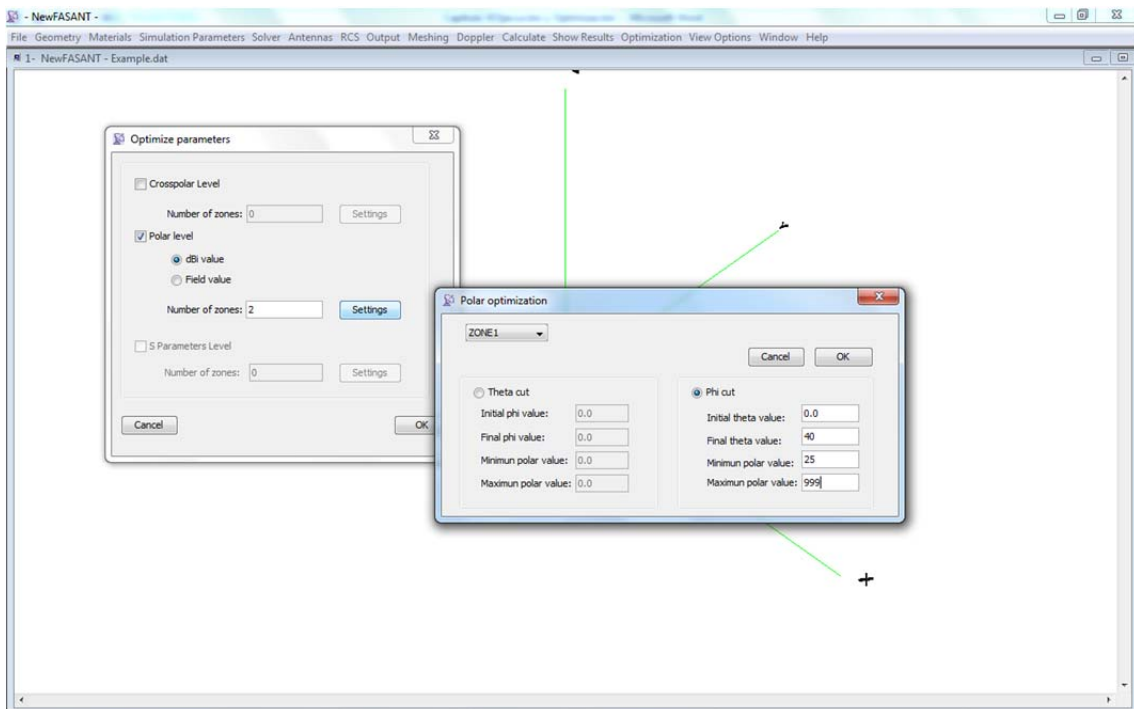 - NewFASANT -
File Geometry Materials Simulation Parameters Solver Antennas RCS Output Meshing Doppler Calculate Show Results Optimization View Options Window Help
1- NewFASANT - Example.dat
Optimize parameters
Crosspolar Level
Number of zones: 0 Settings
Polar level
dBi value
Field value
Number of zones: 2 Settings
S Parameters Level
Number of zones: 0 Settings
Cancel OK
Polar optimization
ZONE1
Cancel OK
Theta cut
Initial phi value: 0.0
Final phi value: 0.0
Minimun polar value: 0.0
Maximun polar value: 0.0
Phi cut
Initial theta value: 0.0
Final theta value: 40
Minimun polar value: 25
Maximun polar value: 999